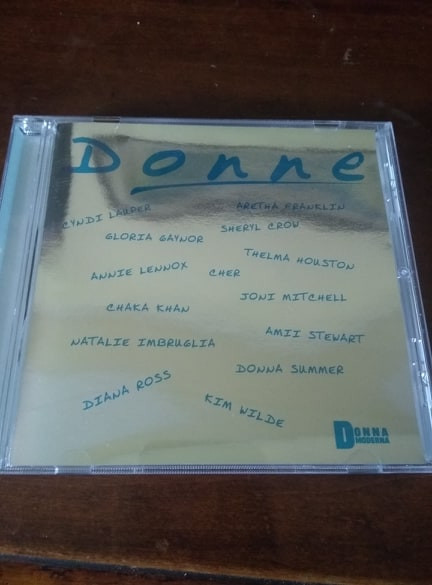 Donne
CYNDI LAUPER
ARETHA FRANKLIN
GLORIA GAYNOR
SHERYL CROW
THELMA HOUSTON
ANNIE LENNOX
CHER
JONI MITCHELL
CHAKA KHAN
AMII STEWART
NATALIE IMBRUGLIA
DONNA SUMMER
DIANA ROSS
KIM WILDE
DONNA
MODERNA